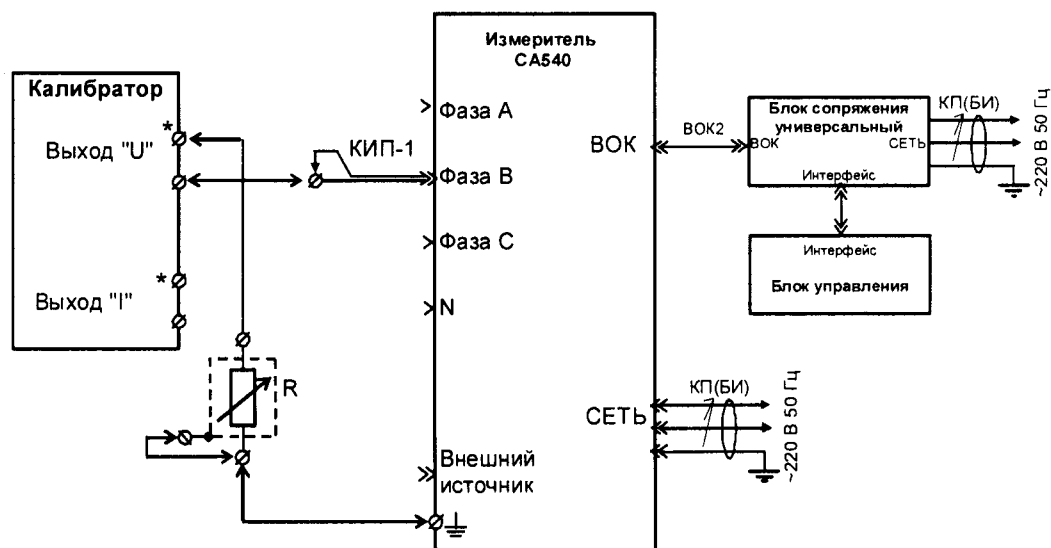 Калибратор
*
Выход "U"
*
Выход "I"
КИП-1
R
Измеритель
СА540
Фаза А
Фаза В
Фаза С
N
Внешний
источник
ВОК
СЕТЬ
ВОК2
Блок сопряжения
универсальный
ВОК
СЕТЬ
Интерфейс
КП(БИ)
~220 В 50 Гц
Интерфейс
Блок управления
КП(БИ)
~220 В 50 Гц